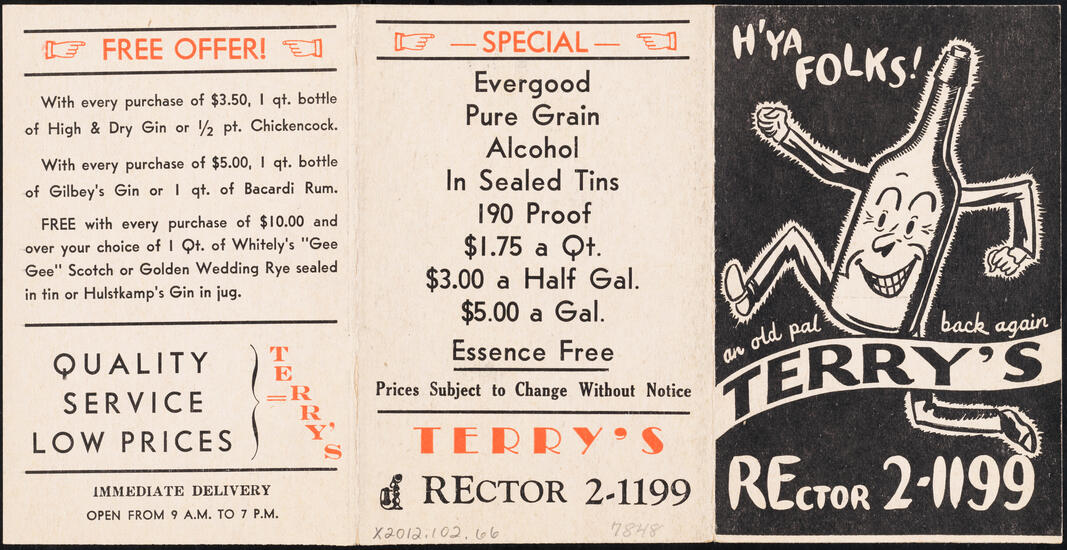 FREE OFFER!
With every purchase of $3.50, 1 qt. bottle
of High & Dry Gin or ½ pt. Chickencock.
With every purchase of $5.00, 1 qt. bottle
of Gilbey's Gin or 1 qt. of Bacardi Rum.
FREE with every purchase of $10.00 and
over your choice of 1 Qt. of Whitely's "Gee
Gee" Scotch or Golden Wedding Rye sealed
in tin or Hulstkamp's Gin in jug.
QUALITY
SERVICE
LOW PRICES
=TERRY'S
IMMEDIATE DELIVERY
OPEN FROM 9 A.M. TO 7 P.M.
— SPECIAL —
Evergood
Pure Grain
Alcohol
In Sealed Tins
190 Proof
$1.75 a Qt.
$3.00 a Half Gal.
$5.00 a Gal.
Essence Free
Prices Subject to Change Without Notice
TERRY'S
RECTOR 2-1199
X2012.102.66
7848
H'YA
FOLKS!
an old pal back again
TERRY'S
RECTOR 2-1199